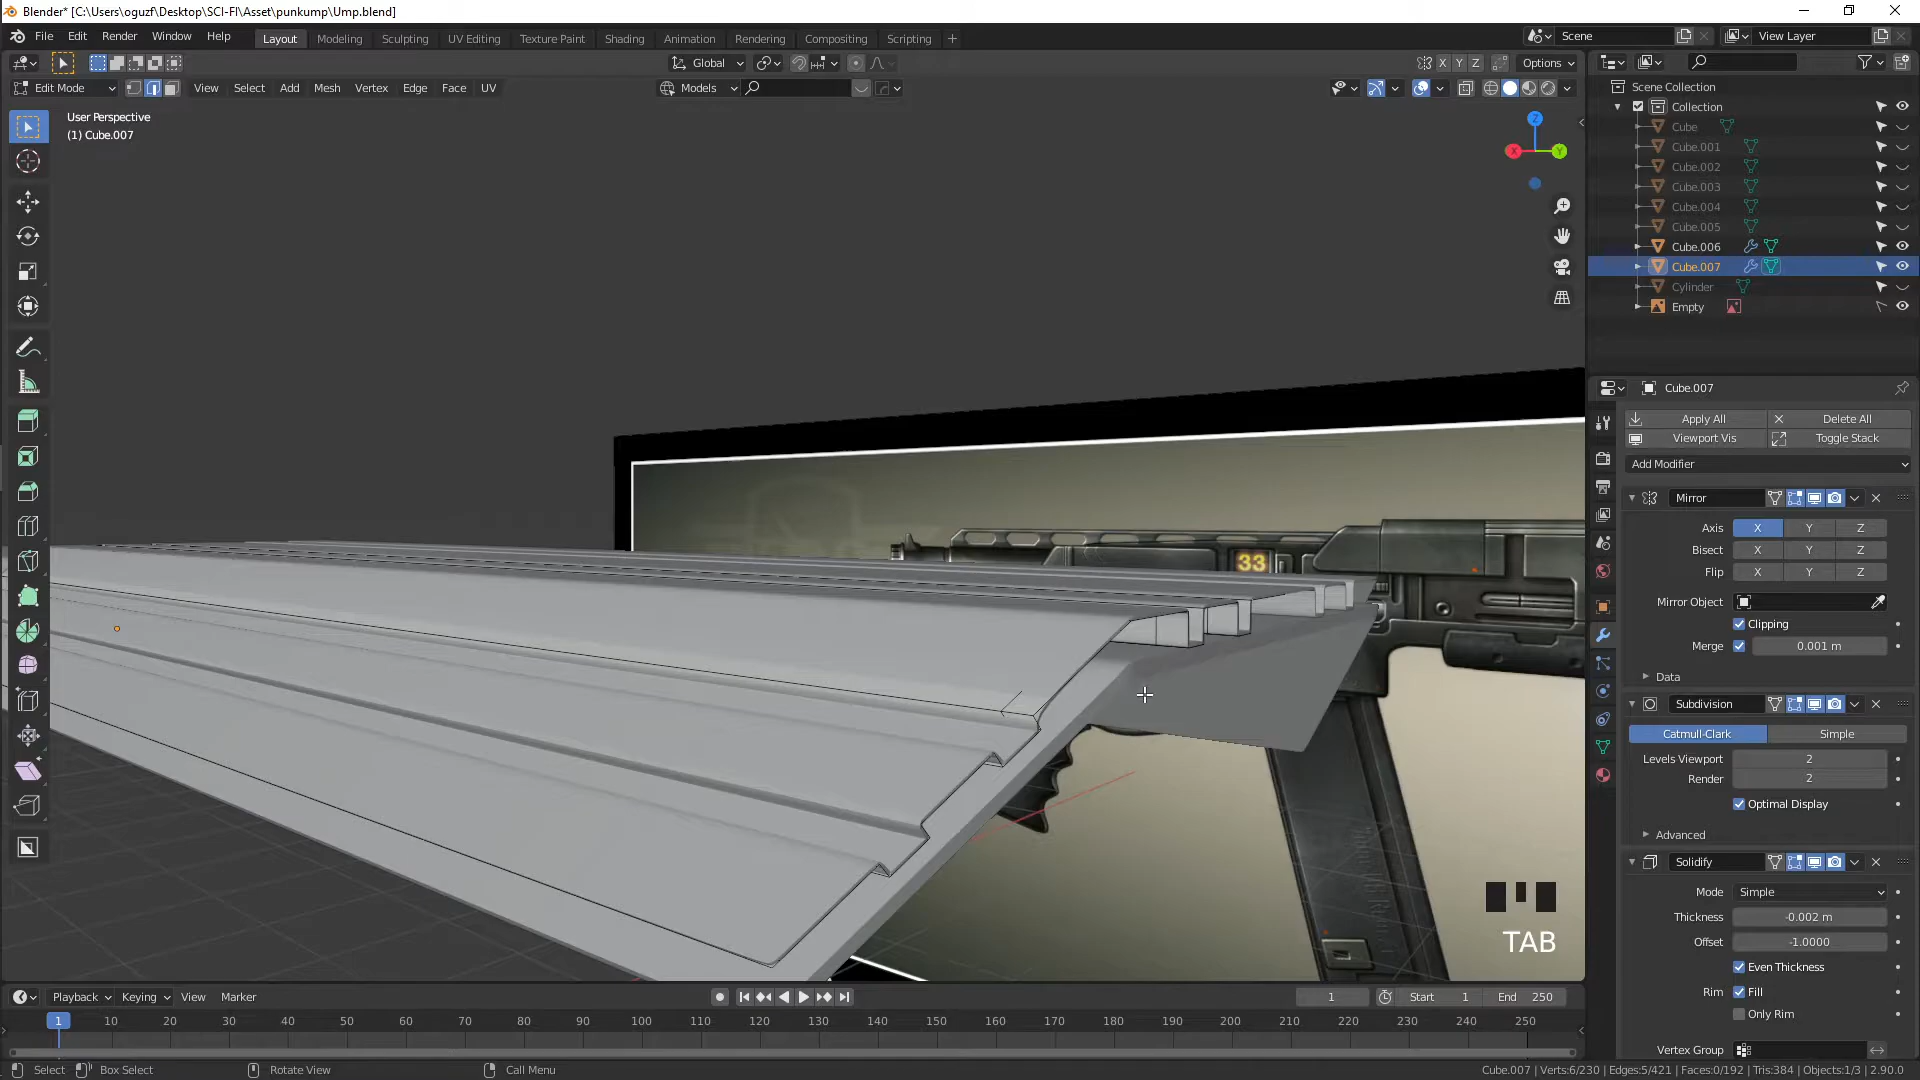 Blender* [C:\Users\oguzf\Desktop\SCI-FI\Asset\punkump\Ump.blend]
File Edit Render Window Help
Layout Modeling Sculpting UV Editing Texture Paint Shading Animation Rendering Compositing Scripting
Scene
View Layer
Global
X Y Z
Options
Edit Mode
View Select Add Mesh Vertex Edge Face UV
Models
User Perspective
(1) Cube.007
Z
X
Y
Scene Collection
Collection
Cube
Cube.001
Cube.002
Cube.003
Cube.004
Cube.005
Cube.006
Cube.007
Cylinder
Empty
33
Cube.007
Apply All
Delete All
Viewport Vis
Toggle Stack
Add Modifier
Mirror
Axis X Y Z
Bisect X Y Z
Flip X Y Z
Mirror Object
Clipping
Merge 0.001 m
Data
Subdivision
Catmull-Clark Simple
Levels Viewport 2
Render 2
Optimal Display
Advanced
Solidify
Mode Simple
Thickness -0.002 m
Offset -1.0000
Even Thickness
Rim Fill
Only Rim
Vertex Group
TAB
Playback Keying View Marker
1
Start 1
End 250
1 10 20 30 40 50 60 70 80 90 100 110 120 130 140 150 160 170 180 190 200 210 220 230 240 250
Select Box Select Rotate View Call Menu
Cube.007 | Verts:6/230 | Edges:5/421 | Faces:0/192 | Tris:384 | Objects:1/3 | 2.90.0